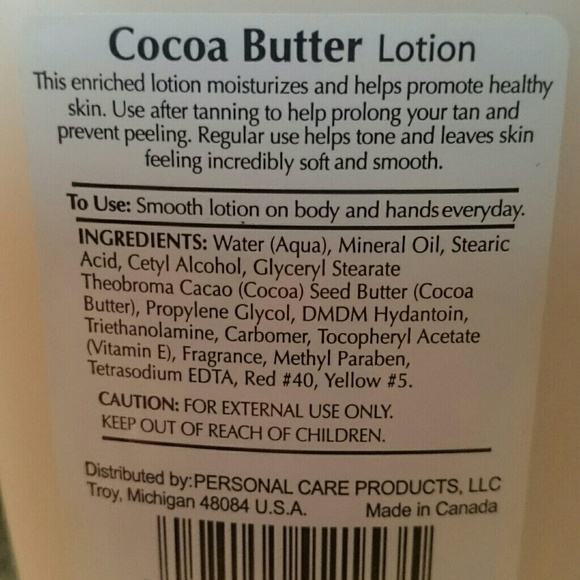 Cocoa Butter Lotion
This enriched lotion moisturizes and helps promote healthy
skin. Use after tanning to help prolong your tan and
prevent peeling. Regular use helps tone and leaves skin
feeling incredibly soft and smooth.
To Use: Smooth lotion on body and hands everyday.
INGREDIENTS: Water (Aqua), Mineral Oil, Stearic
Acid, Cetyl Alcohol, Glyceryl Stearate
Theobroma Cacao (Cocoa) Seed Butter (Cocoa
Butter), Propylene Glycol, DMDM Hydantoin,
Triethanolamine, Carbomer, Tocopheryl Acetate
(Vitamin E), Fragrance, Methyl Paraben,
Tetrasodium EDTA, Red #40, Yellow #5.
CAUTION: FOR EXTERNAL USE ONLY.
KEEP OUT OF REACH OF CHILDREN.
Distributed by:PERSONAL CARE PRODUCTS, LLC
Troy, Michigan 48084 U.S.A. Made in Canada